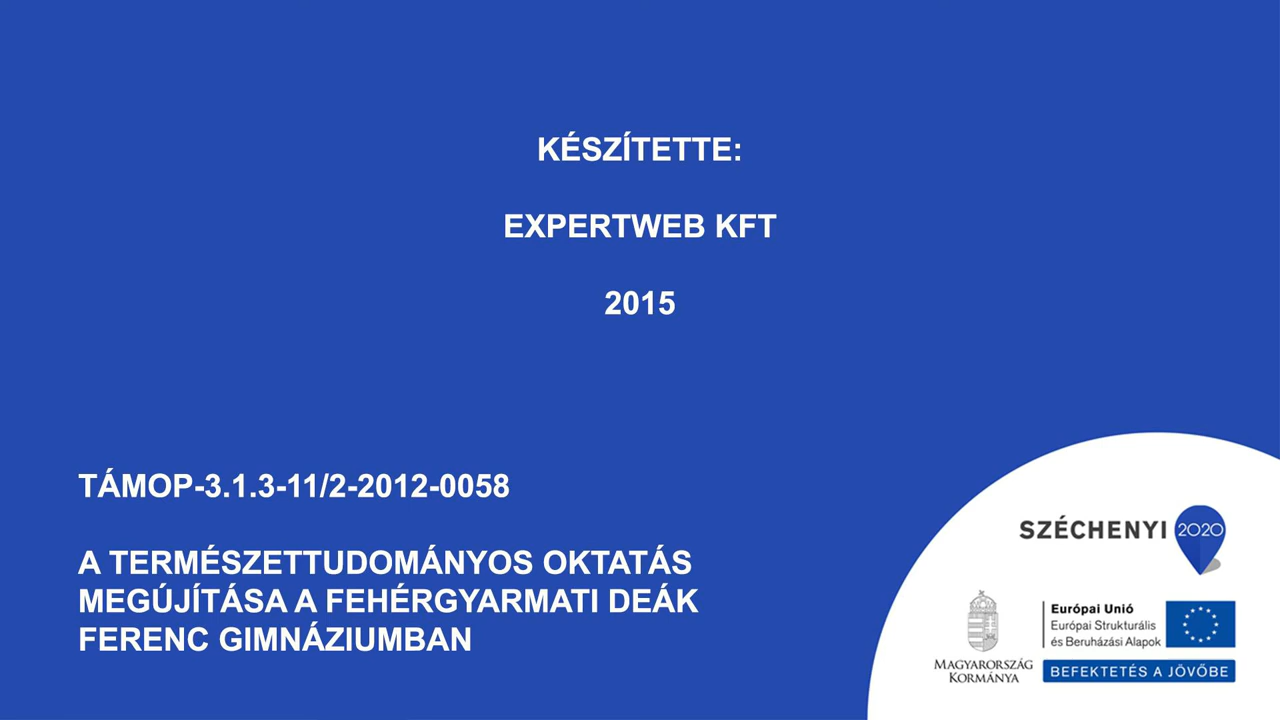 KÉSZÍTETTE:
EXPERTWEB KFT
2015
TÁMOP-3.1.3-11/2-2012-0058
A TERMÉSZETTUDOMÁNYOS OKTATÁS
MEGÚJÍTÁSA A FEHÉRGYARMATI DEÁK
FERENC GIMNÁZIUMBAN
SZÉCHENYI 2020
Európai Unió
Európai Strukturális
és Beruházási Alapok
MAGYARORSZÁG
KORMÁNYA
BEFEKTETÉS A JÖVŐBE